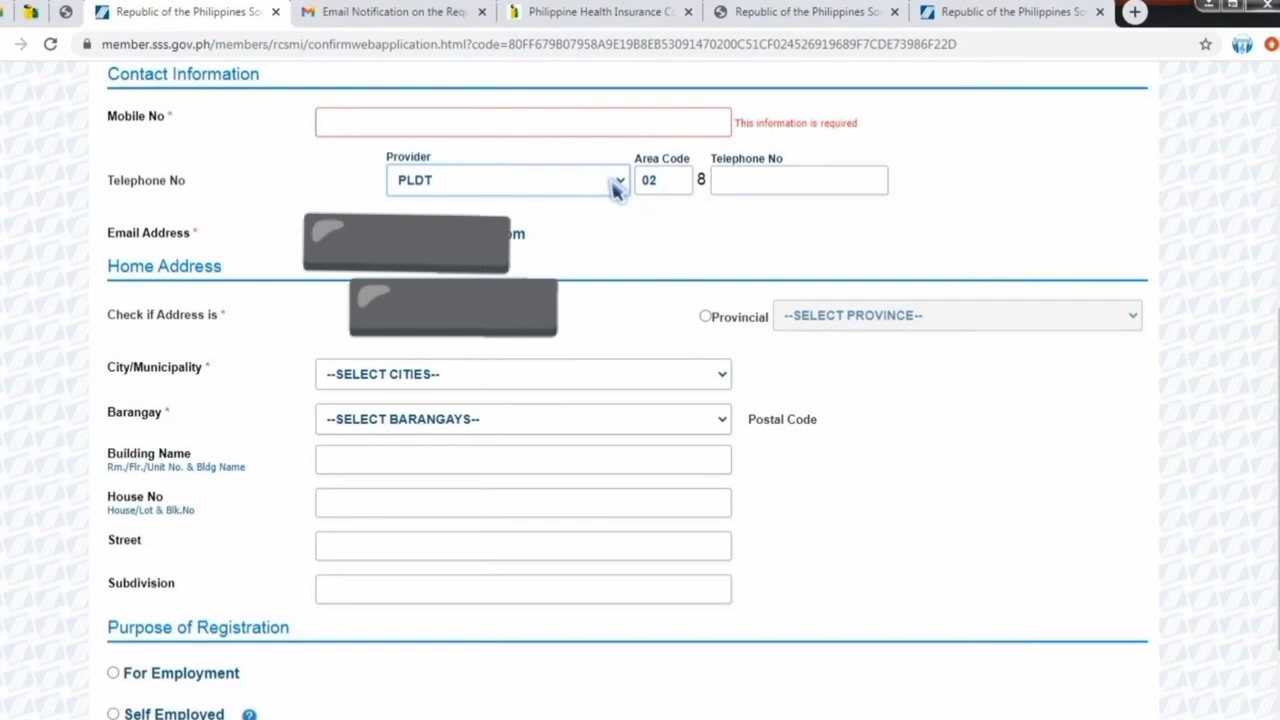 Republic of the Philippines So
Email Notification on the Req
Philippine Health Insurance C
Republic of the Philippines So
Republic of the Philippines So
member.sss.gov.ph/members/rcsmi/confirmwebapplication.html?code=80FF679B07958A9E19B8EB53091470200C51CF024526919689F7CDE73986F22D
Contact Information
Mobile No *
This information is required
Provider Area Code Telephone No
Telephone No PLDT 02 8
Email Address * om
Home Address
Check if Address is * Provincial --SELECT PROVINCE--
City/Municipality * --SELECT CITIES--
Barangay * --SELECT BARANGAYS-- Postal Code
Building Name
Rm./Flr./Unit No. & Bldg Name
House No
House/Lot & Blk.No
Street
Subdivision
Purpose of Registration
For Employment
Self Employed ?